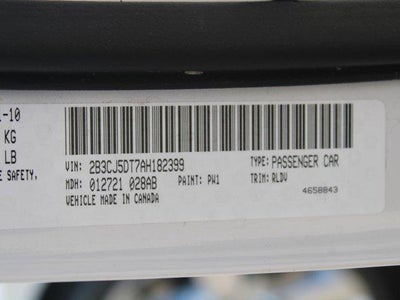 -10
KG
LB
SAFETY,
VIN: 2B3CJ5DT7AH182399 TYPE: PASSENGER CAR
MDH: 012721 028AB PAINT: PW1 TRIM: RLDV
VEHICLE MADE IN CANADA 4658843